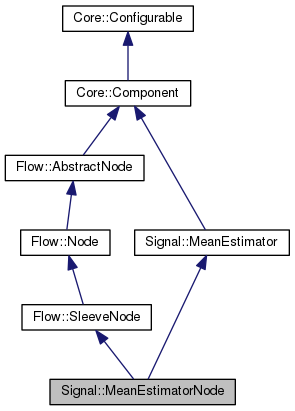 Core::Configurable
Core::Component
Flow::AbstractNode
Flow::Node
Signal::MeanEstimator
Flow::SleeveNode
Signal::MeanEstimatorNode